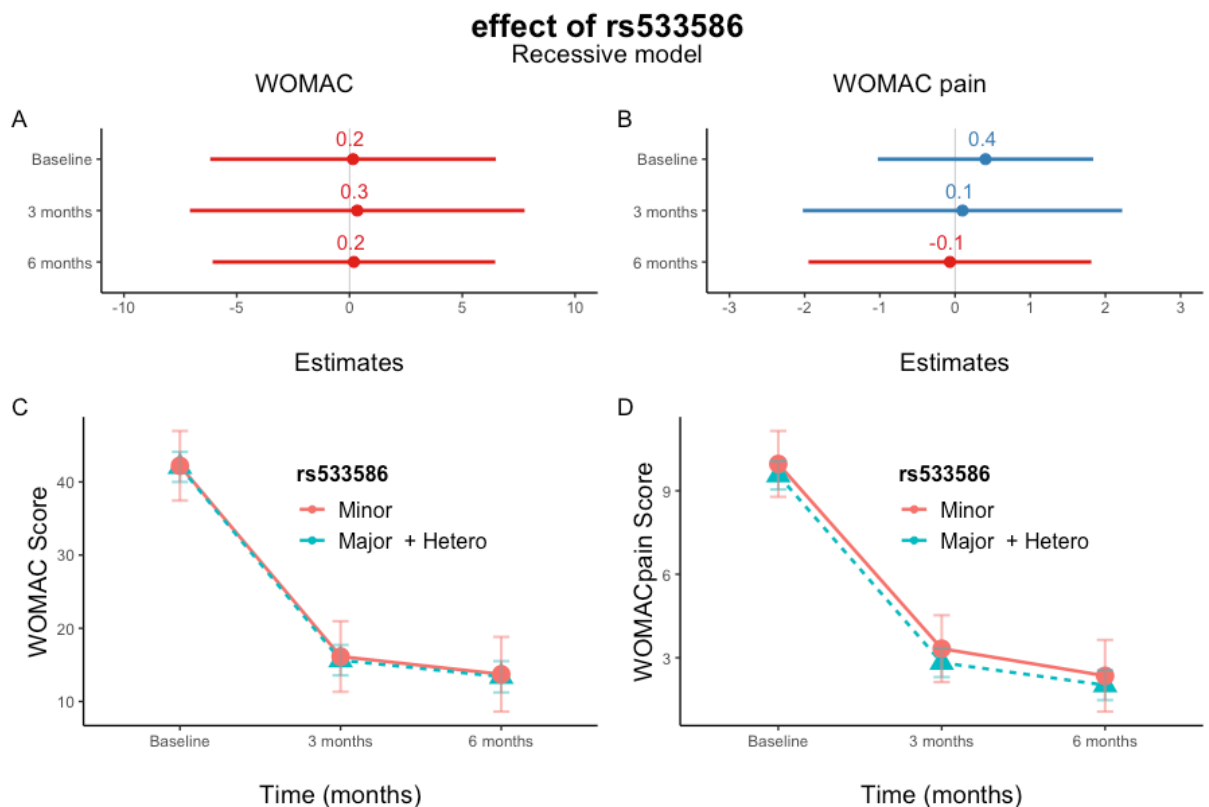 effect of rs533586
Recessive model
WOMAC
WOMAC pain
A
0.2
Baseline
0.3
3 months
0.2
6 months
-10 -5 0 5 10
Estimates
B
0.4
Baseline
0.1
3 months
-0.1
6 months
-3 -2 -1 0 1 2 3
Estimates
C
WOMAC Score
40
30
20
10
rs533586
Minor
Major + Hetero
Baseline 3 months 6 months
Time (months)
D
WOMACpain Score
9
6
3
rs533586
Minor
Major + Hetero
Baseline 3 months 6 months
Time (months)